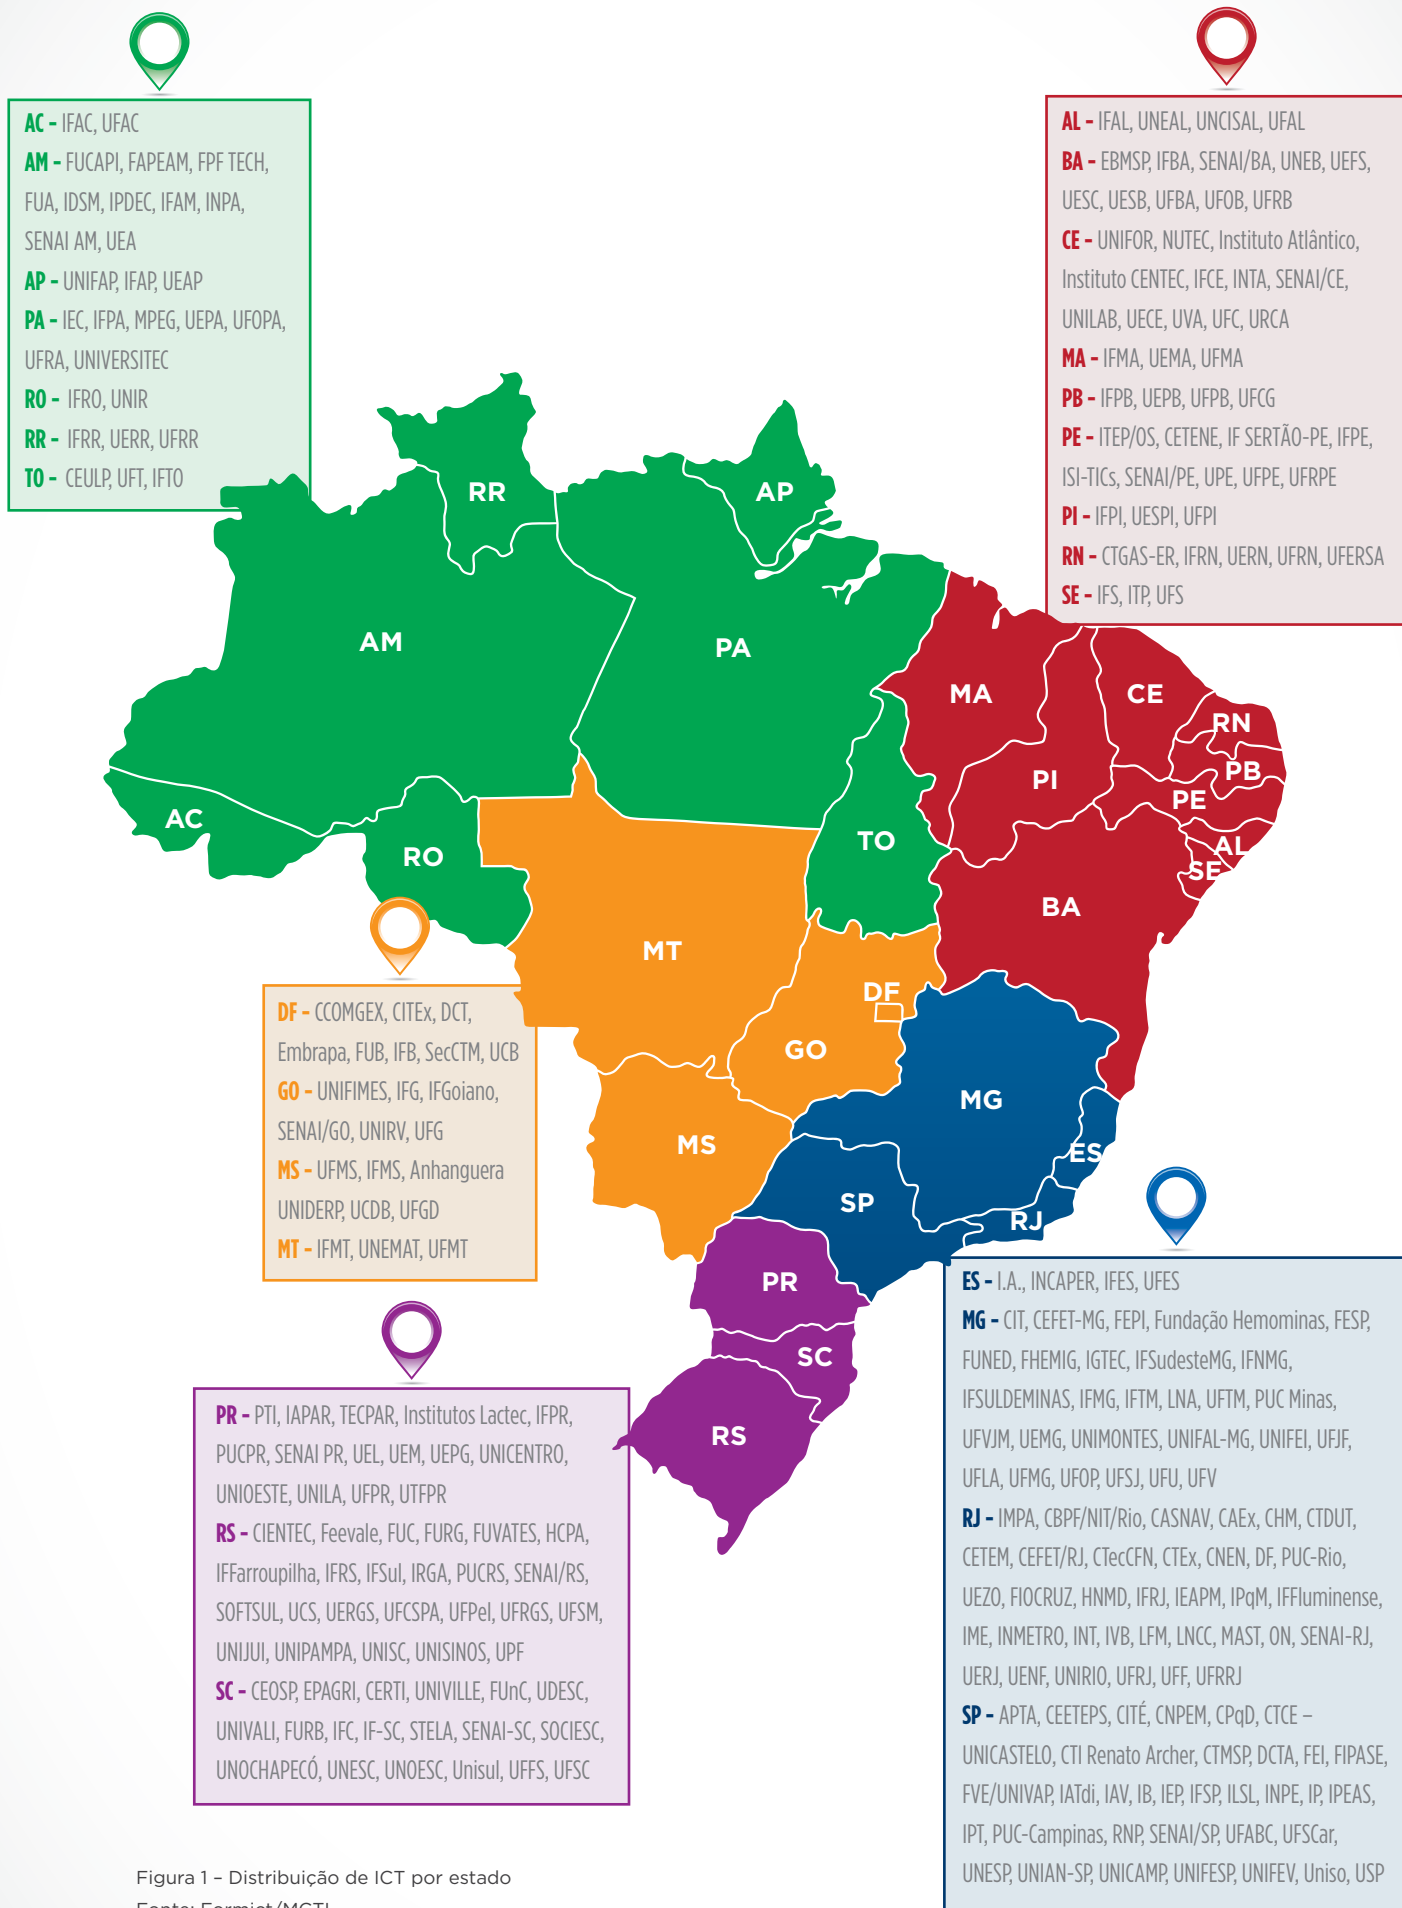 AC - IFAC, UFAC
AM - FUCAPI, FAPEAM, FPF TECH,
FUA, IDSM, IPDEC, IFAM, INPA,
SENAI AM, UEA
AP - UNIFAP, IFAP, UEAP
PA - IEC, IFPA, MPEG, UEPA, UFOPA,
UFRA, UNIVERSITEC
RO - IFRO, UNIR
RR - IFRR, UERR, UFRR
TO - CEULP, UFT, IFTO
AL - IFAL, UNEAL, UNCISAL, UFAL
BA - EBMSP, IFBA, SENAI/BA, UNEB, UEFS,
UESC, UESB, UFBA, UFOB, UFRB
CE - UNIFOR, NUTEC, Instituto Atlântico,
Instituto CENTEC, IFCE, INTA, SENAI/CE,
UNILAB, UECE, UVA, UFC, URCA
MA - IFMA, UEMA, UFMA
PB - IFPB, UEPB, UFPB, UFCG
PE - ITEP/OS, CETENE, IF SERTÃO-PE, IFPE,
ISI-TICs, SENAI/PE, UPE, UFPE, UFRPE
PI - IFPI, UESPI, UFPI
RN - CTGAS-ER, IFRN, UERN, UFRN, UFERSA
SE - IFS, ITP, UFS
RR
AP
AM
PA
MA
CE
RN
PB
PI
PE
AC
TO
AL
RO
SE
BA
MT
DF
GO
MG
MS
ES
SP
RJ
PR
SC
RS
DF - CCOMGEX, CITEx, DCT,
Embrapa, FUB, IFB, SecCTM, UCB
GO - UNIFIMES, IFG, IFGoiano,
SENAI/GO, UNIRV, UFG
MS - UFMS, IFMS, Anhanguera
UNIDERP, UCDB, UFGD
MT - IFMT, UNEMAT, UFMT
ES - I.A., INCAPER, IFES, UFES
MG - CIT, CEFET-MG, FEPI, Fundação Hemominas, FESP,
FUNED, FHEMIG, IGTEC, IFSudesteMG, IFNMG,
IFSULDEMINAS, IFMG, IFTM, LNA, UFTM, PUC Minas,
UFVJM, UEMG, UNIMONTES, UNIFAL-MG, UNIFEI, UFJF,
UFLA, UFMG, UFOP, UFSJ, UFU, UFV
RJ - IMPA, CBPF/NIT/Rio, CASNAV, CAEx, CHM, CTDUT,
CETEM, CEFET/RJ, CTecCFN, CTEx, CNEN, DF, PUC-Rio,
UEZO, FIOCRUZ, HNMD, IFRJ, IEAPM, IPqM, IFFluminense,
IME, INMETRO, INT, IVB, LFM, LNCC, MAST, ON, SENAI-RJ,
UERJ, UENF, UNIRIO, UFRJ, UFF, UFRRJ
SP - APTA, CEETEPS, CITÉ, CNPEM, CPqD, CTCE –
UNICASTELO, CTI Renato Archer, CTMSP, DCTA, FEI, FIPASE,
FVE/UNIVAP, IATdi, IAV, IB, IEP, IFSP, ILSL, INPE, IP, IPEAS,
IPT, PUC-Campinas, RNP, SENAI/SP, UFABC, UFSCar,
UNESP, UNIAN-SP, UNICAMP, UNIFESP, UNIFEV, Uniso, USP
PR - PTI, IAPAR, TECPAR, Institutos Lactec, IFPR,
PUCPR, SENAI PR, UEL, UEM, UEPG, UNICENTRO,
UNIOESTE, UNILA, UFPR, UTFPR
RS - CIENTEC, Feevale, FUC, FURG, FUVATES, HCPA,
IFFarroupilha, IFRS, IFSul, IRGA, PUCRS, SENAI/RS,
SOFTSUL, UCS, UERGS, UFCSPA, UFPel, UFRGS, UFSM,
UNIJUI, UNIPAMPA, UNISC, UNISINOS, UPF
SC - CEOSP, EPAGRI, CERTI, UNIVILLE, FUnC, UDESC,
UNIVALI, FURB, IFC, IF-SC, STELA, SENAI-SC, SOCIESC,
UNOCHAPECÓ, UNESC, UNOESC, Unisul, UFFS, UFSC
Figura 1 – Distribuição de ICT por estado
Fonte: Formict/MCTI